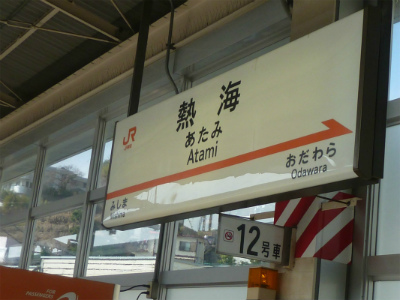 JR
熱海
あたみ
Atami
みしま
Mishima
おだわら
Odawara
12号車